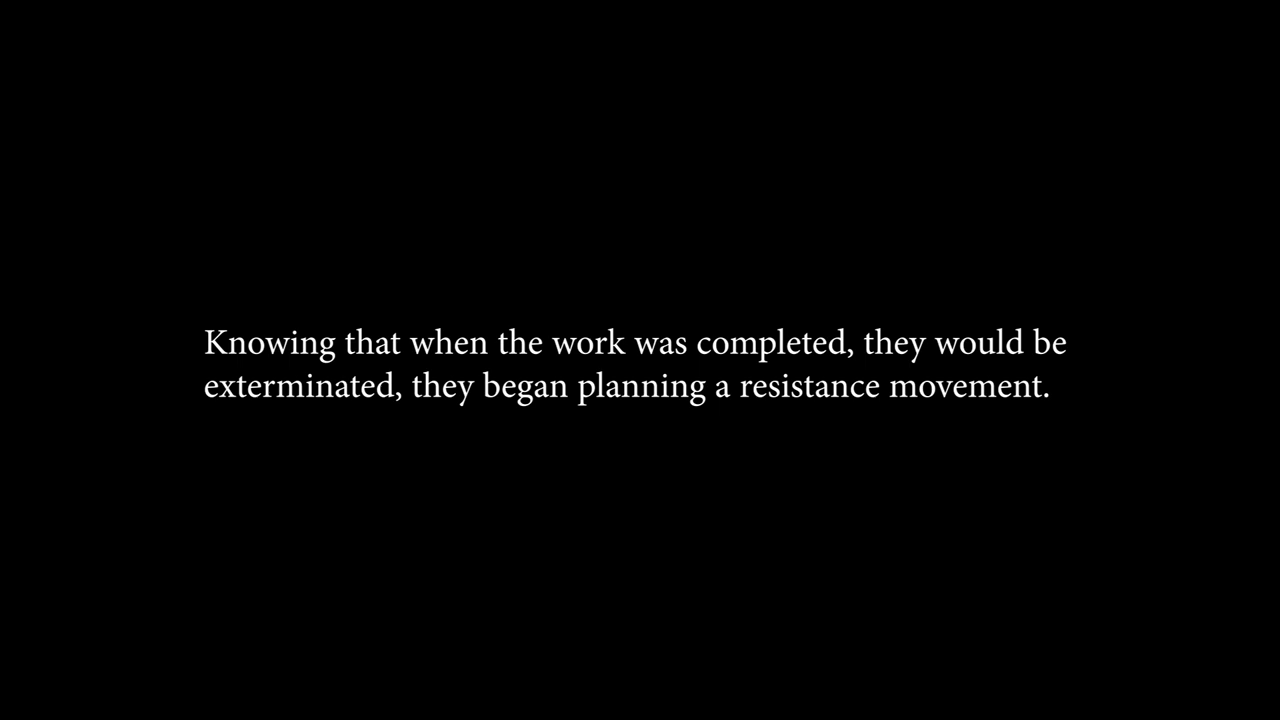 Knowing that when the work was completed, they would be
exterminated, they began planning a resistance movement.